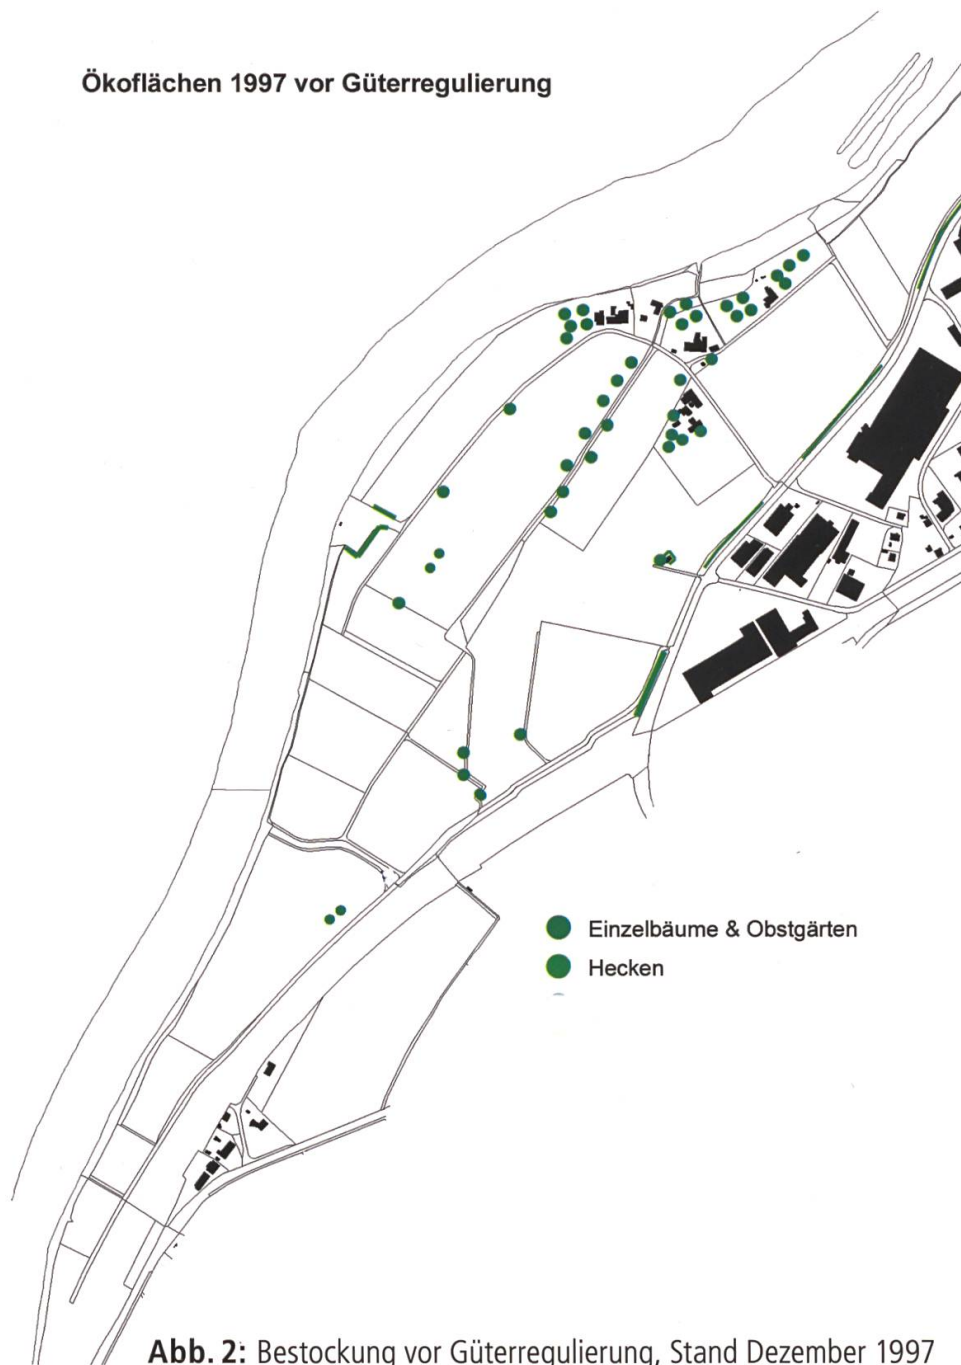 Ökoflächen 1997 vor Güterregulierung
Einzelbäume & Obstgärten
Hecken
Abb. 2: Bestockung vor Güterregulierung, Stand Dezember 1997